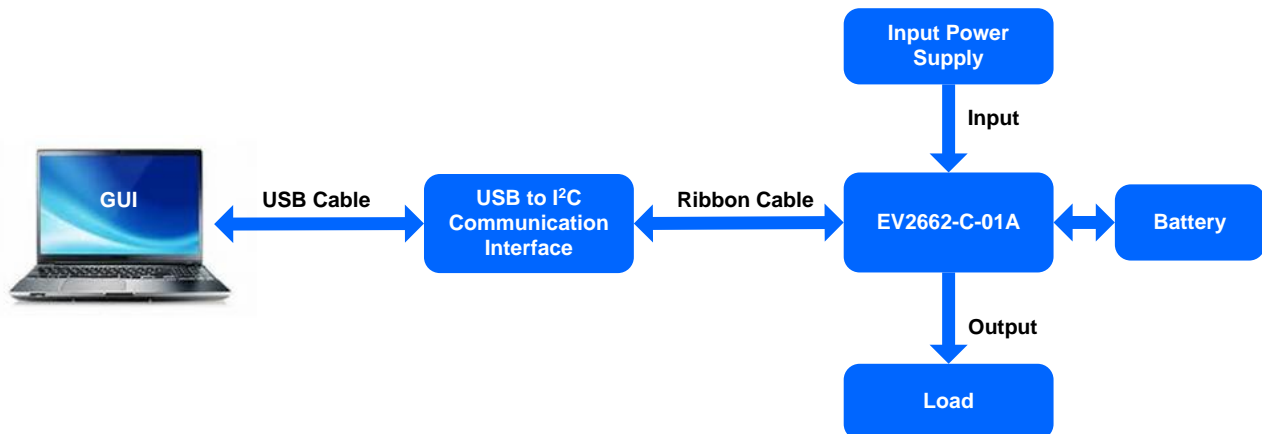 Input Power
Supply
Input
GUI
USB Cable
USB to I²C
Communication
Interface
Ribbon Cable
EV2662-C-01A
Battery
Output
Load